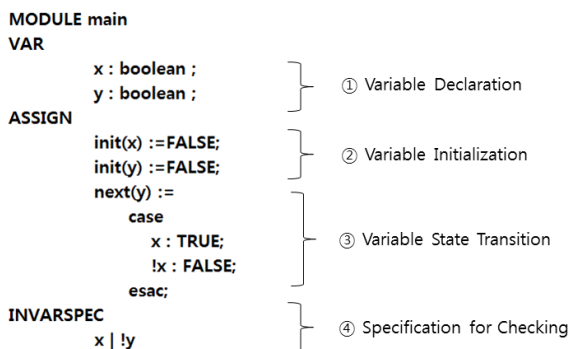 MODULE main
VAR
x : boolean ;
y : boolean ;
① Variable Declaration
ASSIGN
init(x) :=FALSE;
init(y) :=FALSE;
② Variable Initialization
next(y) :=
case
x : TRUE;
!x : FALSE;
esac;
③ Variable State Transition
INVARSPEC
x | !y
④ Specification for Checking